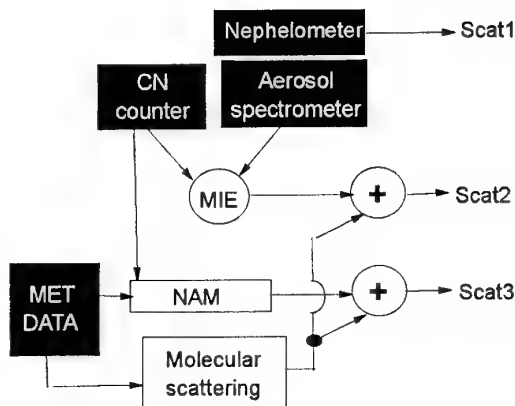 Nephelometer
Scat1
CN
counter
Aerosol
spectrometer
MIE
+
Scat2
MET
DATA
NAM
+
Scat3
Molecular
scattering